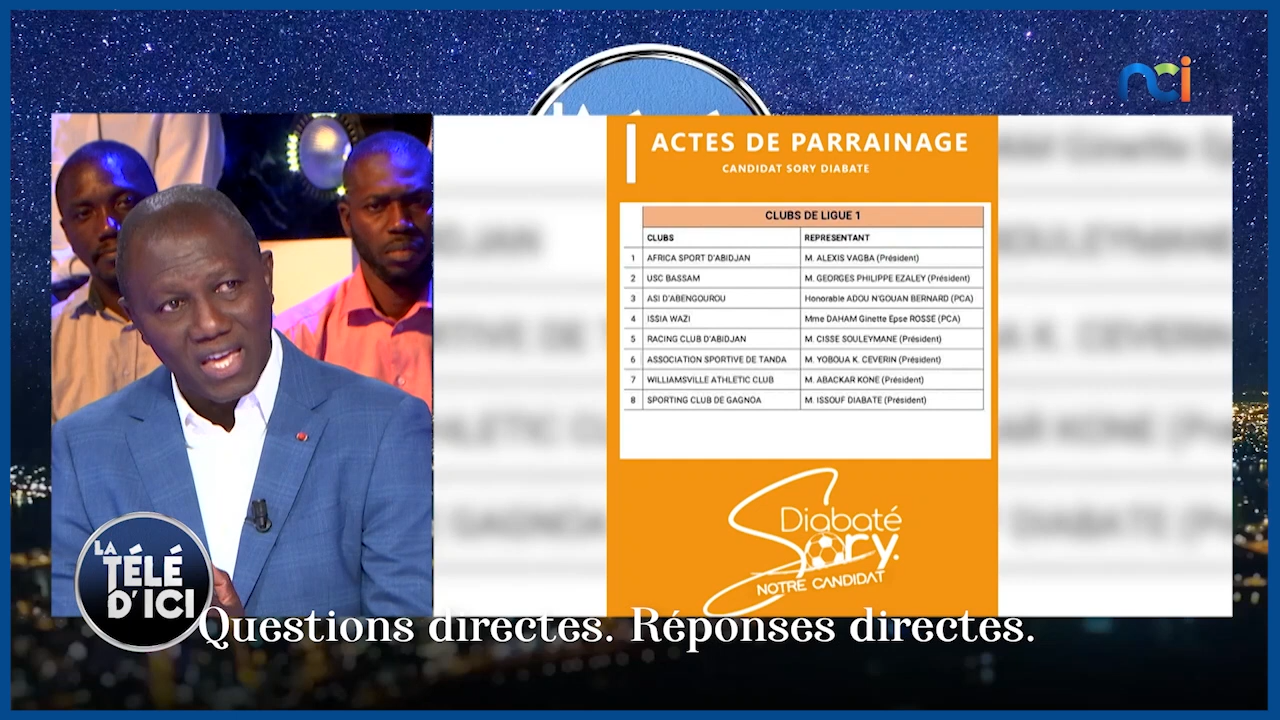 nci
LA
ACTES DE PARRAINAGE
CANDIDAT SORY DIABATE
CLUBS DE LIGUE 1
CLUBS REPRESENTANT
1 AFRICA SPORT D'ABIDJAN M. ALEXIS VAGBA (Président)
2 USC BASSAM M. GEORGES PHILIPPE EZALEY (Président)
3 ASI D'ABENGOUROU Honorable ADOU N'GOUAN BERNARD (PCA)
4 ISSIA WAZI Mme DAHAM Ginette Epse ROSSE (PCA)
5 RACING CLUB D'ABIDJAN M. CISSE SOULEYMANE (Président)
6 ASSOCIATION SPORTIVE DE TANDA M. YOBOUA K. CEVERIN (Président)
7 WILLIAMSVILLE ATHLETIC CLUB M. ABACKAR KONE (Président)
8 SPORTING CLUB DE GAGNOA M. ISSOUF DIABATE (Président)
Diabaté
Sory.
NOTRE CANDIDAT
LA
TÉLÉ
D'ICI
Questions directes. Réponses directes.